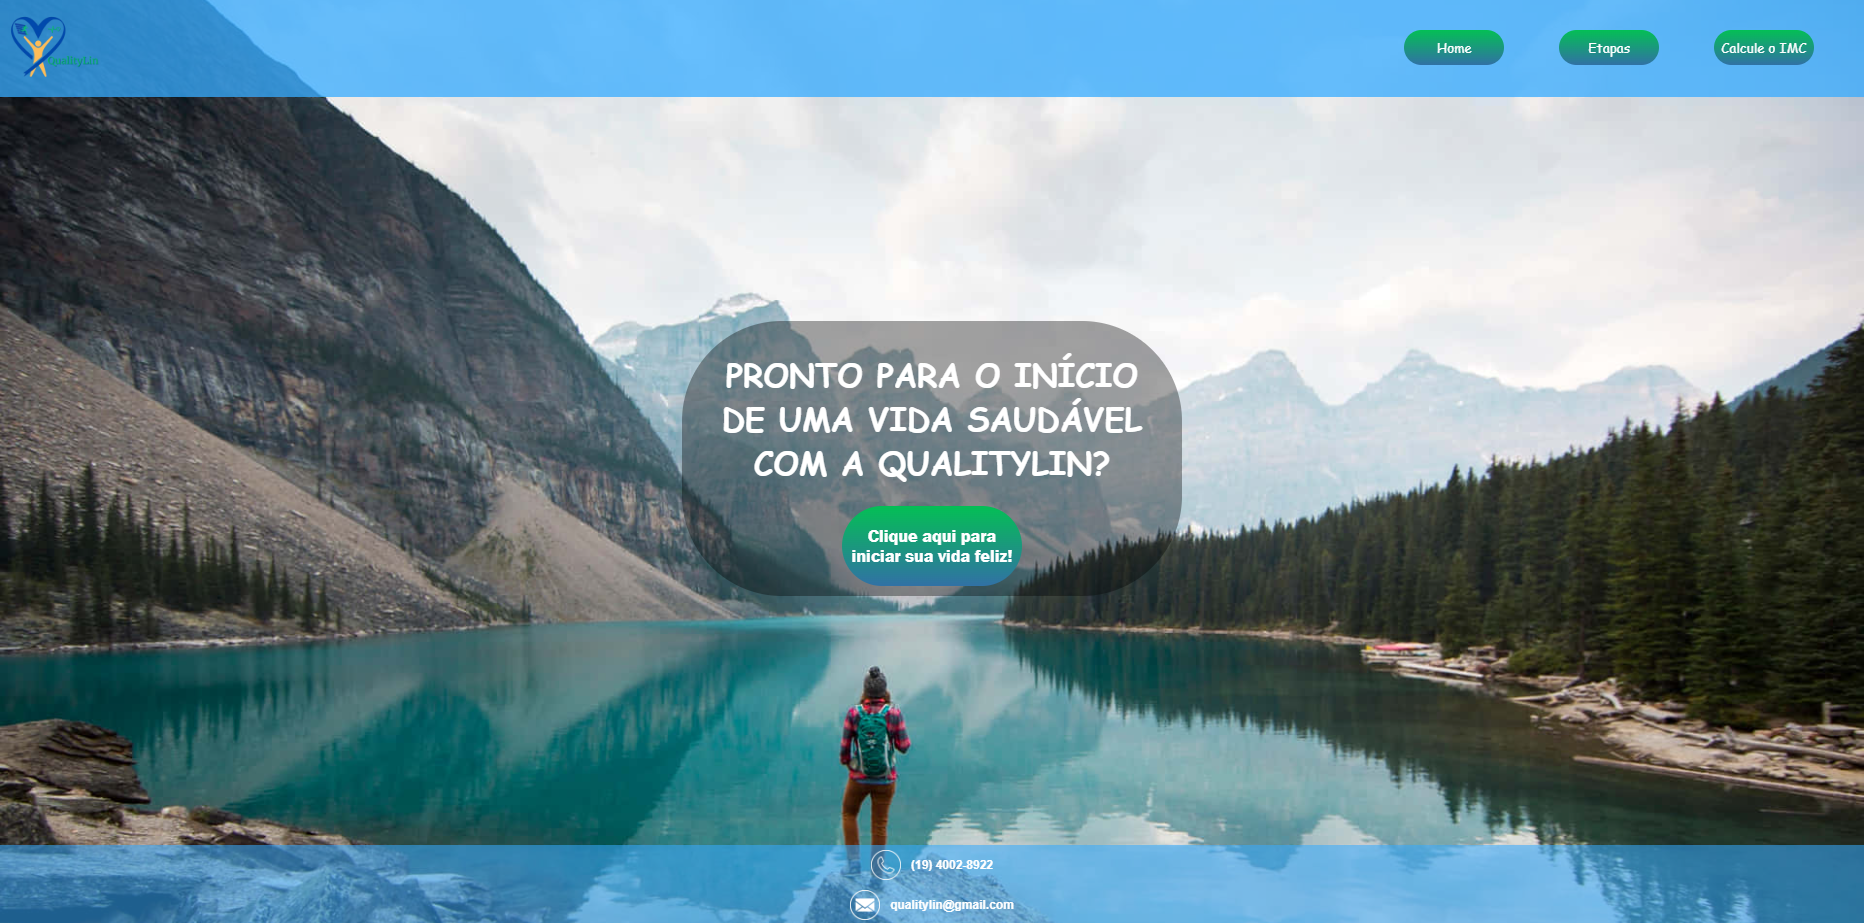 Home
Etapas
Calcule o IMC
PRONTO PARA O INÍCIO
DE UMA VIDA SAUDÁVEL
COM A QUALITYLIN?
Clique aqui para
iniciar sua vida feliz!
(19) 4002-8922
qualitylin@gmail.com